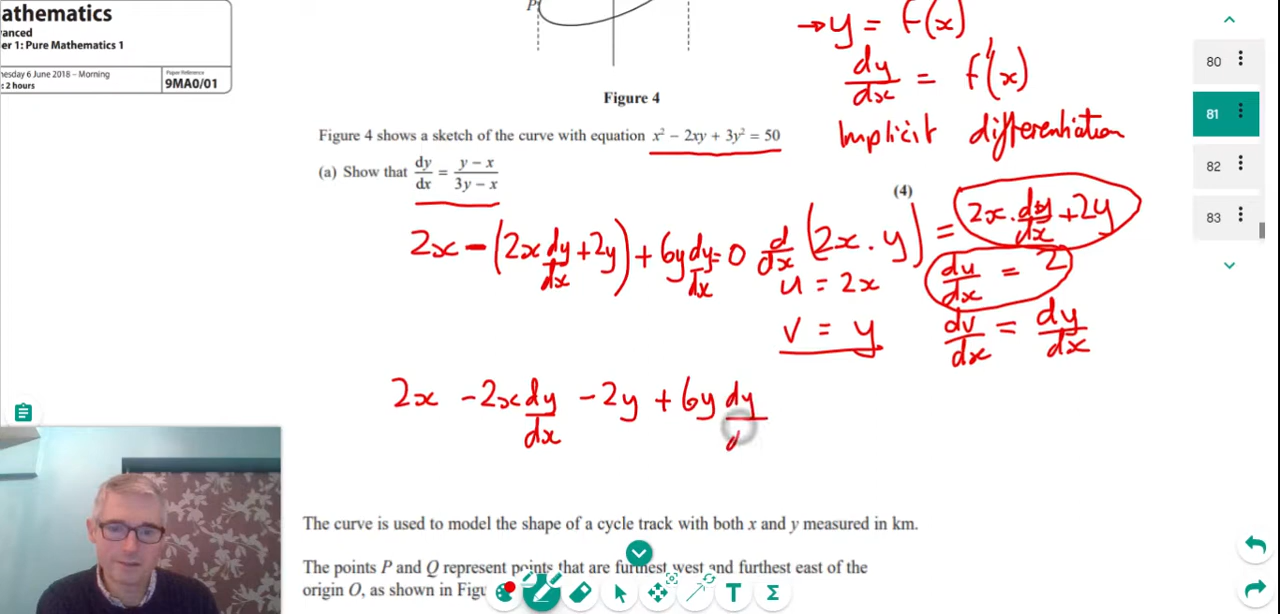 athematics
anced
er 1: Pure Mathematics 1
nesday 6 June 2018 – Morning
: 2 hours
Paper Reference
9MA0/01
P
Figure 4
→ y = f(x)
dy/dx = f'(x)
Implicit differentiation
Figure 4 shows a sketch of the curve with equation x² – 2xy + 3y² = 50
(a) Show that dy/dx = y – x / 3y – x
(4)
2x – (2x dy/dx + 2y) + 6y dy/dx = 0
d/dx (2x . y) = 2x . dy/dx + 2y
u = 2x
du/dx = 2
v = y
dv/dx = dy/dx
2x – 2x dy/dx – 2y + 6y dy/d
The curve is used to model the shape of a cycle track with both x and y measured in km.
The points P and Q represent points that are furthest west and furthest east of the
origin O, as shown in Figu
80
81
82
83
T
Σ